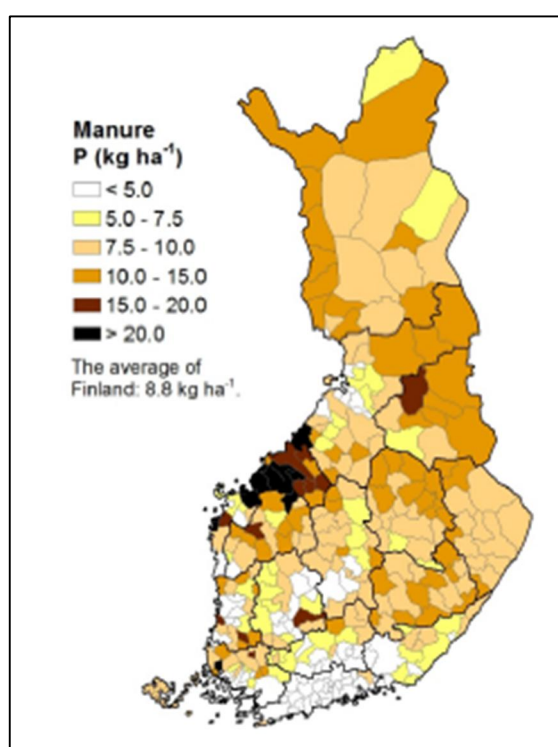 Manure
P (kg ha⁻¹)
< 5.0
5.0 - 7.5
7.5 - 10.0
10.0 - 15.0
15.0 - 20.0
> 20.0
The average of
Finland: 8.8 kg ha⁻¹.